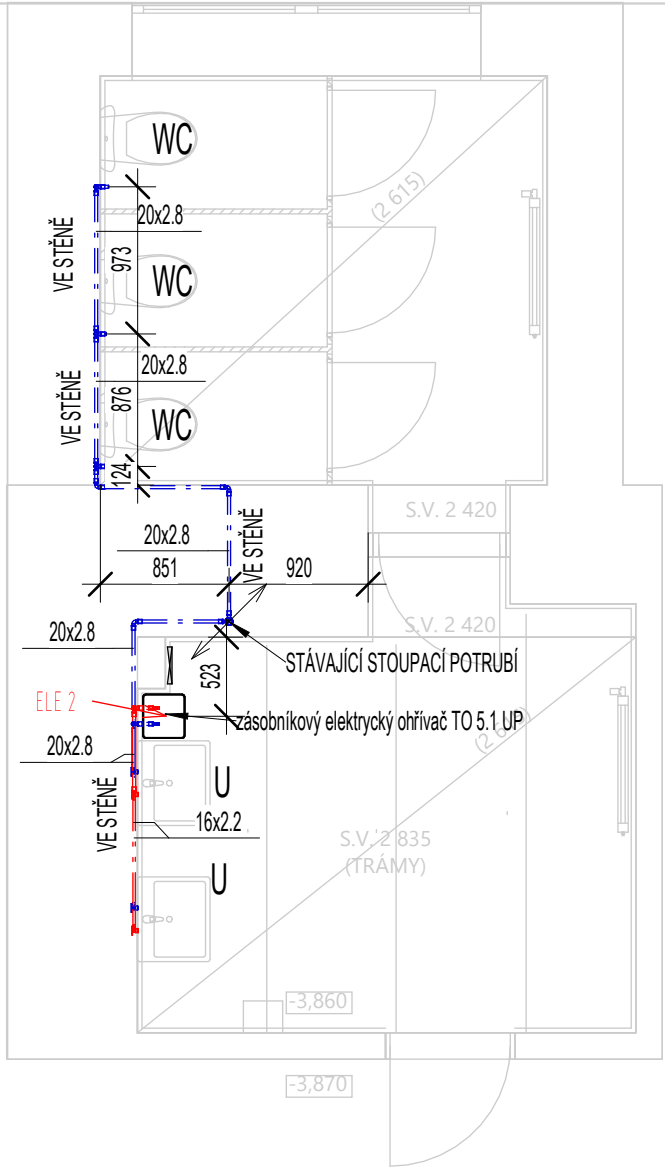 WC
(2 615)
20x2.8
VE STĚNĚ
973
WC
20x2.8
VE STĚNĚ
876
WC
124
S.V. 2 420
20x2.8
VE STĚNĚ
851
920
20x2.8
S.V. 2 420
523
STÁVAJÍCÍ STOUPACÍ POTRUBÍ
ELE 2
zásobníkový elektrycký ohřívač TO 5.1 UP
20x2.8
U
VE STĚNĚ
16x2.2
S.V. 2 835
(TRÁMY)
U
-3,860
-3,870